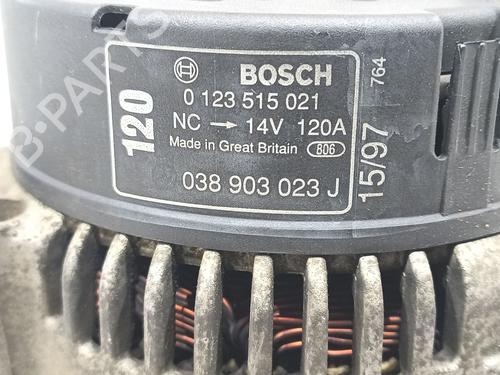 BOSCH
0 123 515 021
NC → 14V 120A
Made in Great Britain 806
038 903 023 J
120
15/97
764
B-PARTS